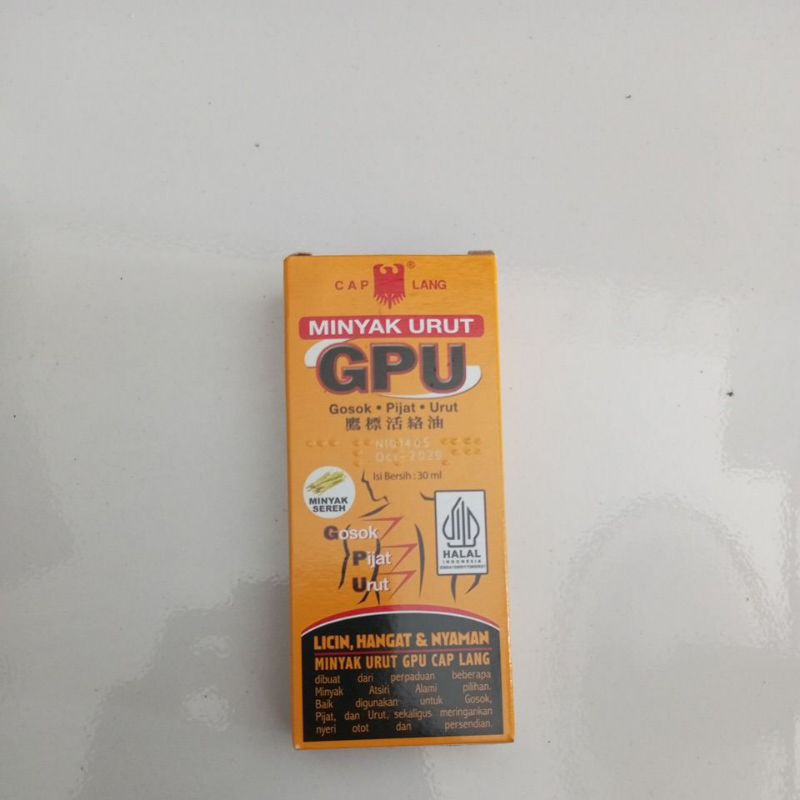 CAP LANG ®
MINYAK URUT
GPU
Gosok • Pijat • Urut
鷹標活絡油
Oct-2029
Isi Bersih : 30 ml
MINYAK
SEREH
Gosok
Pijat
Urut
HALAL
INDONESIA
LICIN, HANGAT & NYAMAN
MINYAK URUT GPU CAP LANG
dibuat dari perpaduan beberapa
Minyak Atsiri Alami pilihan.
Baik digunakan untuk Gosok,
Pijat, dan Urut, sekaligus meringankan
nyeri otot dan persendian.